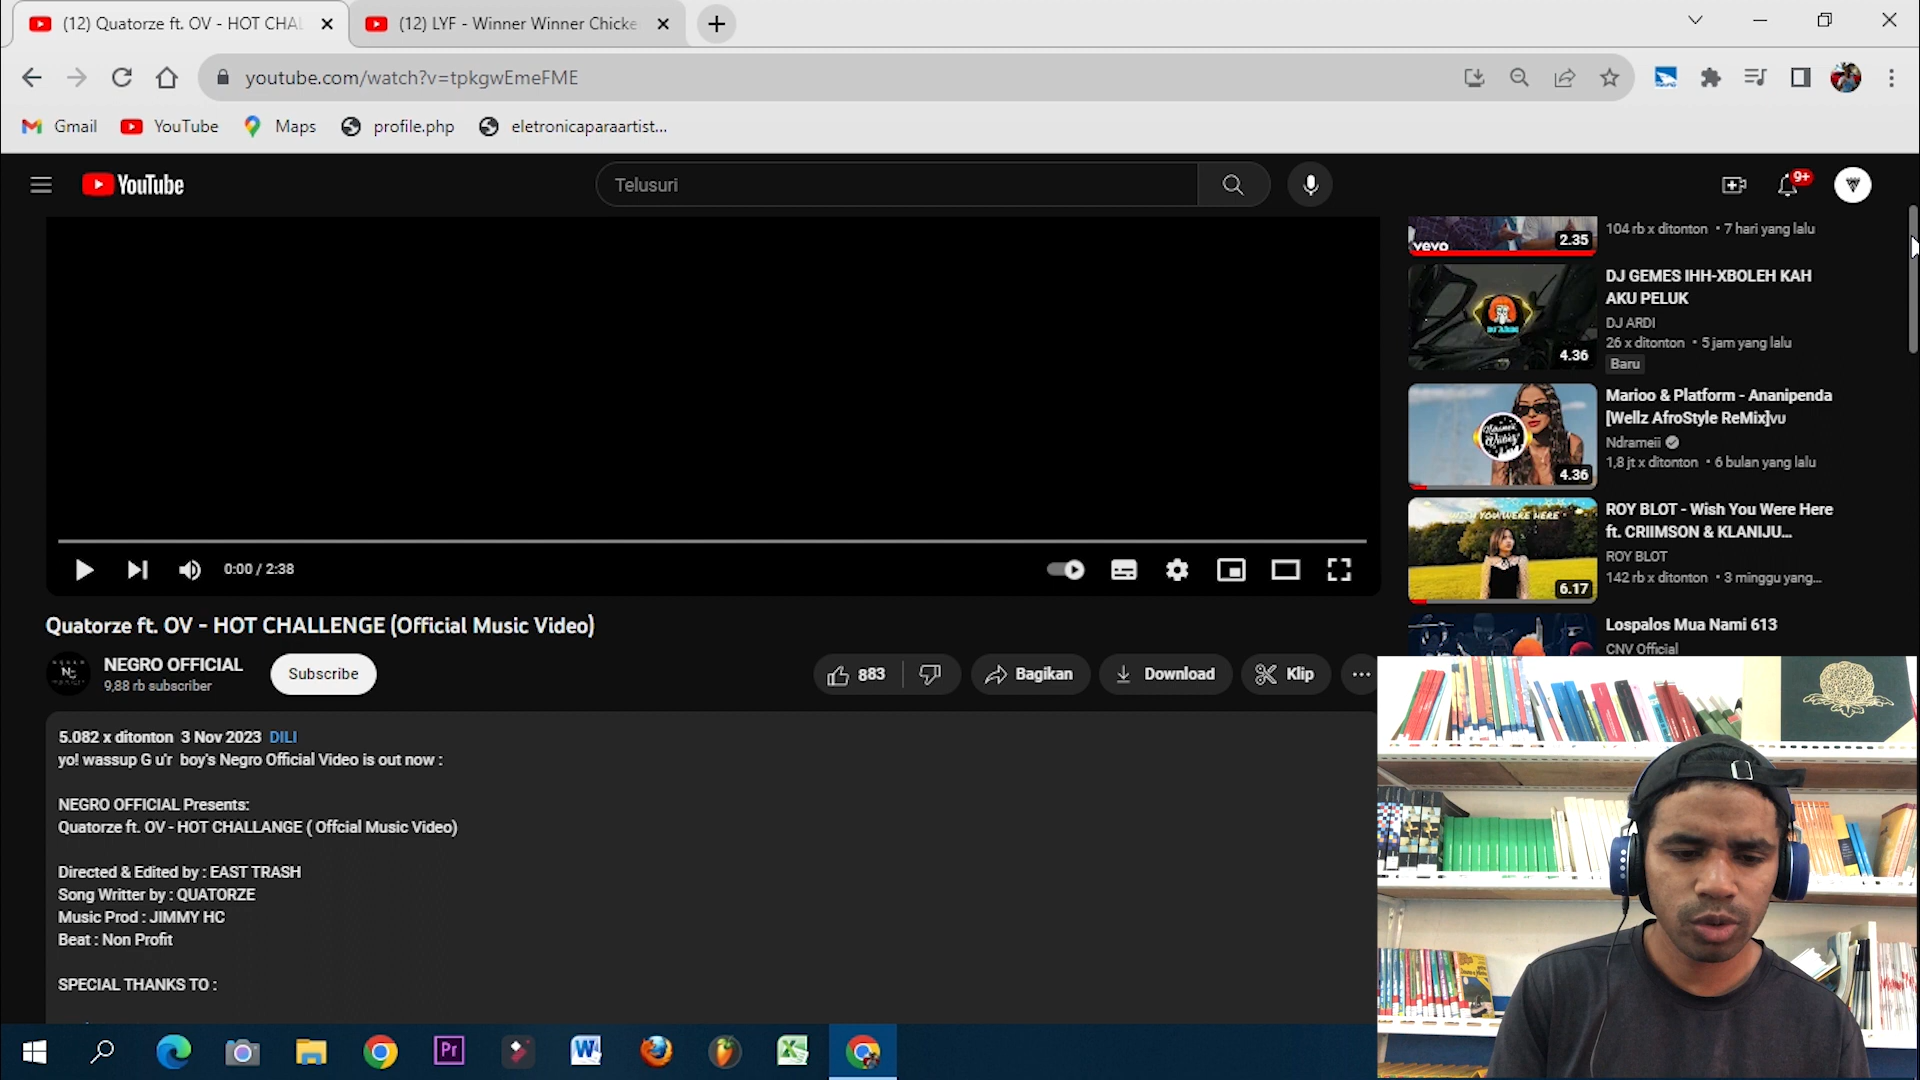 (12) Quatorze ft. OV - HOT CHAL
(12) LYF - Winner Winner Chicke
youtube.com/watch?v=tpkgwEmeFME
Gmail
YouTube
Maps
profile.php
eletronicaparaartist...
YouTube
Telusuri
9+
vevo
2.35
104 rb x ditonton • 7 hari yang lalu
DJ GEMES IHH-XBOLEH KAH
AKU PELUK
DJ ARDI
26 x ditonton • 5 jam yang lalu
Baru
DJ ARDI
4.36
Marioo & Platform - Ananipenda
[Wellz AfroStyle ReMix]vu
Ndrameii
1,8 jt x ditonton • 6 bulan yang lalu
4.36
WISH YOU WERE HERE
ROY BLOT - Wish You Were Here
ft. CRIIMSON & KLANIJU...
ROY BLOT
142 rb x ditonton • 3 minggu yang...
6.17
Lospalos Mua Nami 613
CNV Official
0:00 / 2:38
Quatorze ft. OV - HOT CHALLENGE (Official Music Video)
NEGRO OFFICIAL
9,88 rb subscriber
Subscribe
883
Bagikan
Download
Klip
5.082 x ditonton 3 Nov 2023 DILI
yo! wassup G u'r boy's Negro Official Video is out now :
NEGRO OFFICIAL Presents:
Quatorze ft. OV - HOT CHALLANGE ( Offcial Music Video)
Directed & Edited by : EAST TRASH
Song Writter by : QUATORZE
Music Prod : JIMMY HC
Beat : Non Profit
SPECIAL THANKS TO :
Pr